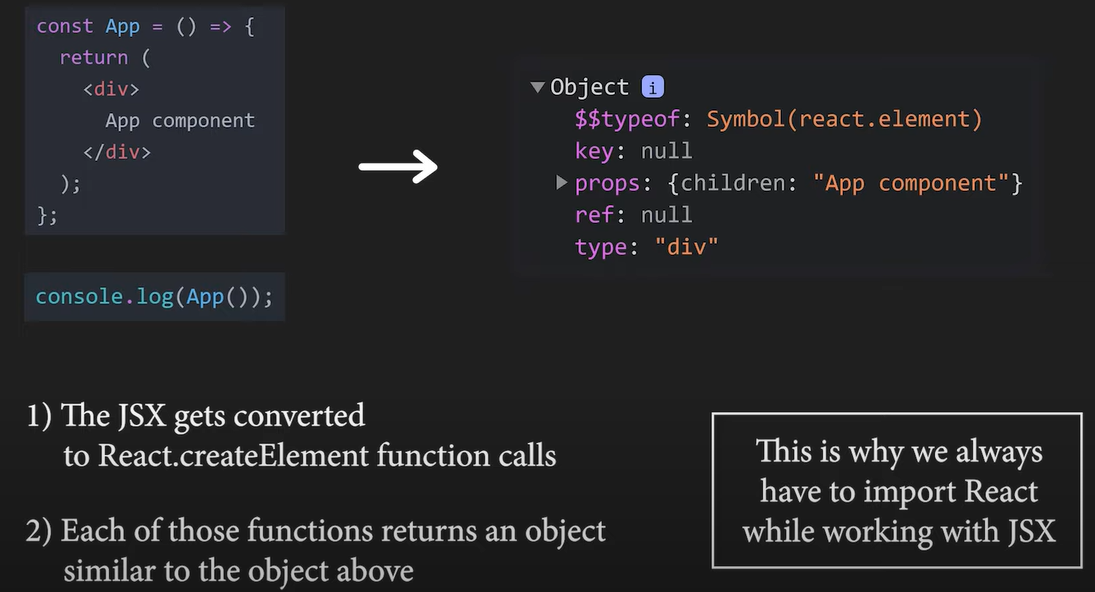 const App = () => {
return (
<div>
App component
</div>
);
};
console.log(App());
Object i
$$typeof: Symbol(react.element)
key: null
props: {children: "App component"}
ref: null
type: "div"
1) The JSX gets converted
to React.createElement function calls
2) Each of those functions returns an object
similar to the object above
This is why we always
have to import React
while working with JSX